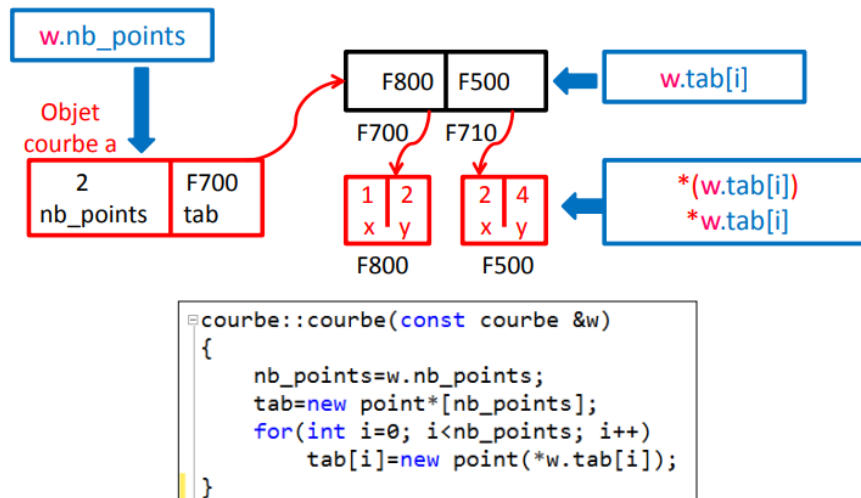 w.nb_points
F800 F500
w.tab[i]
Objet
courbe a
F700 F710
2 F700
nb_points tab
1 2 2 4
x y x y
*(w.tab[i])
*w.tab[i]
F800 F500
courbe::courbe(const courbe &w)
{
nb_points=w.nb_points;
tab=new point*[nb_points];
for(int i=0; i<nb_points; i++)
tab[i]=new point(*w.tab[i]);
}